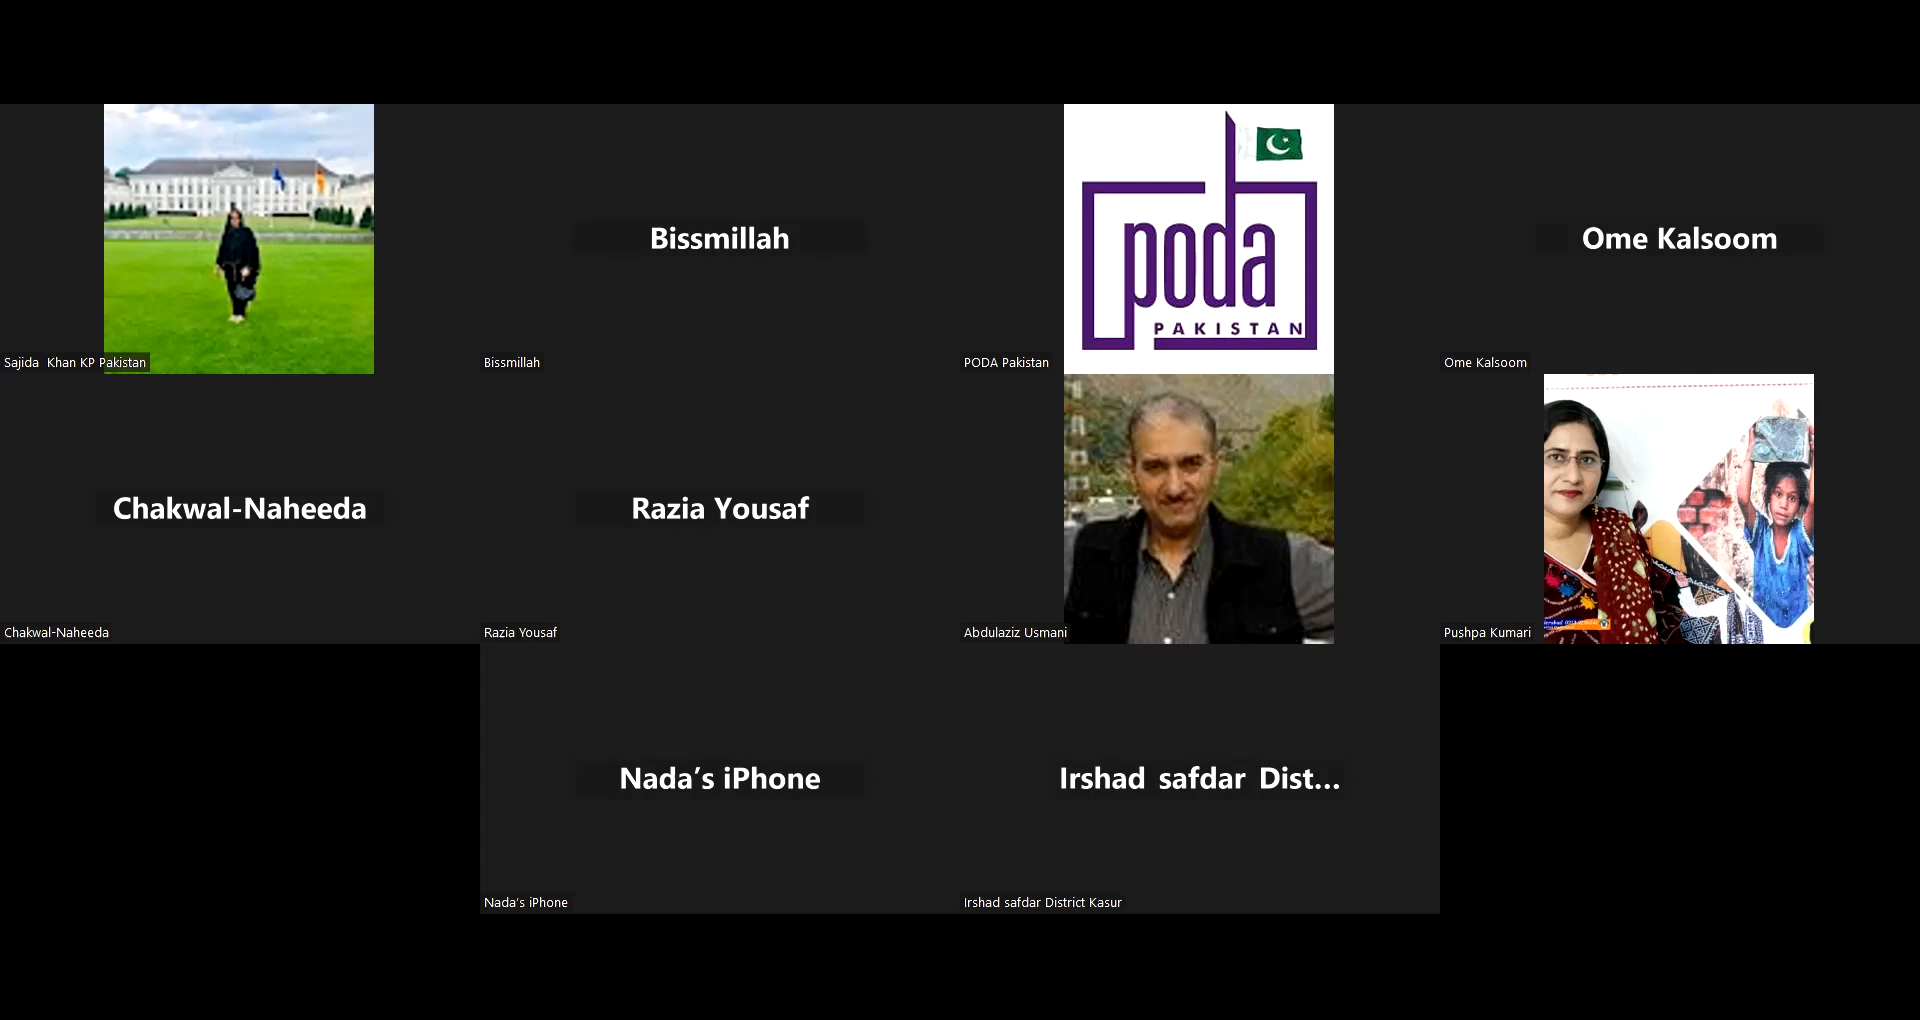 Sajida  Khan KP Pakistan
Bissmillah
Bissmillah
poda
PAKISTAN
PODA Pakistan
Ome Kalsoom
Ome Kalsoom
Chakwal-Naheeda
Chakwal-Naheeda
Razia Yousaf
Razia Yousaf
Abdulaziz Usmani
Pushpa Kumari
Nada’s iPhone
Nada's iPhone
Irshad safdar Dist...
Irshad safdar District Kasur